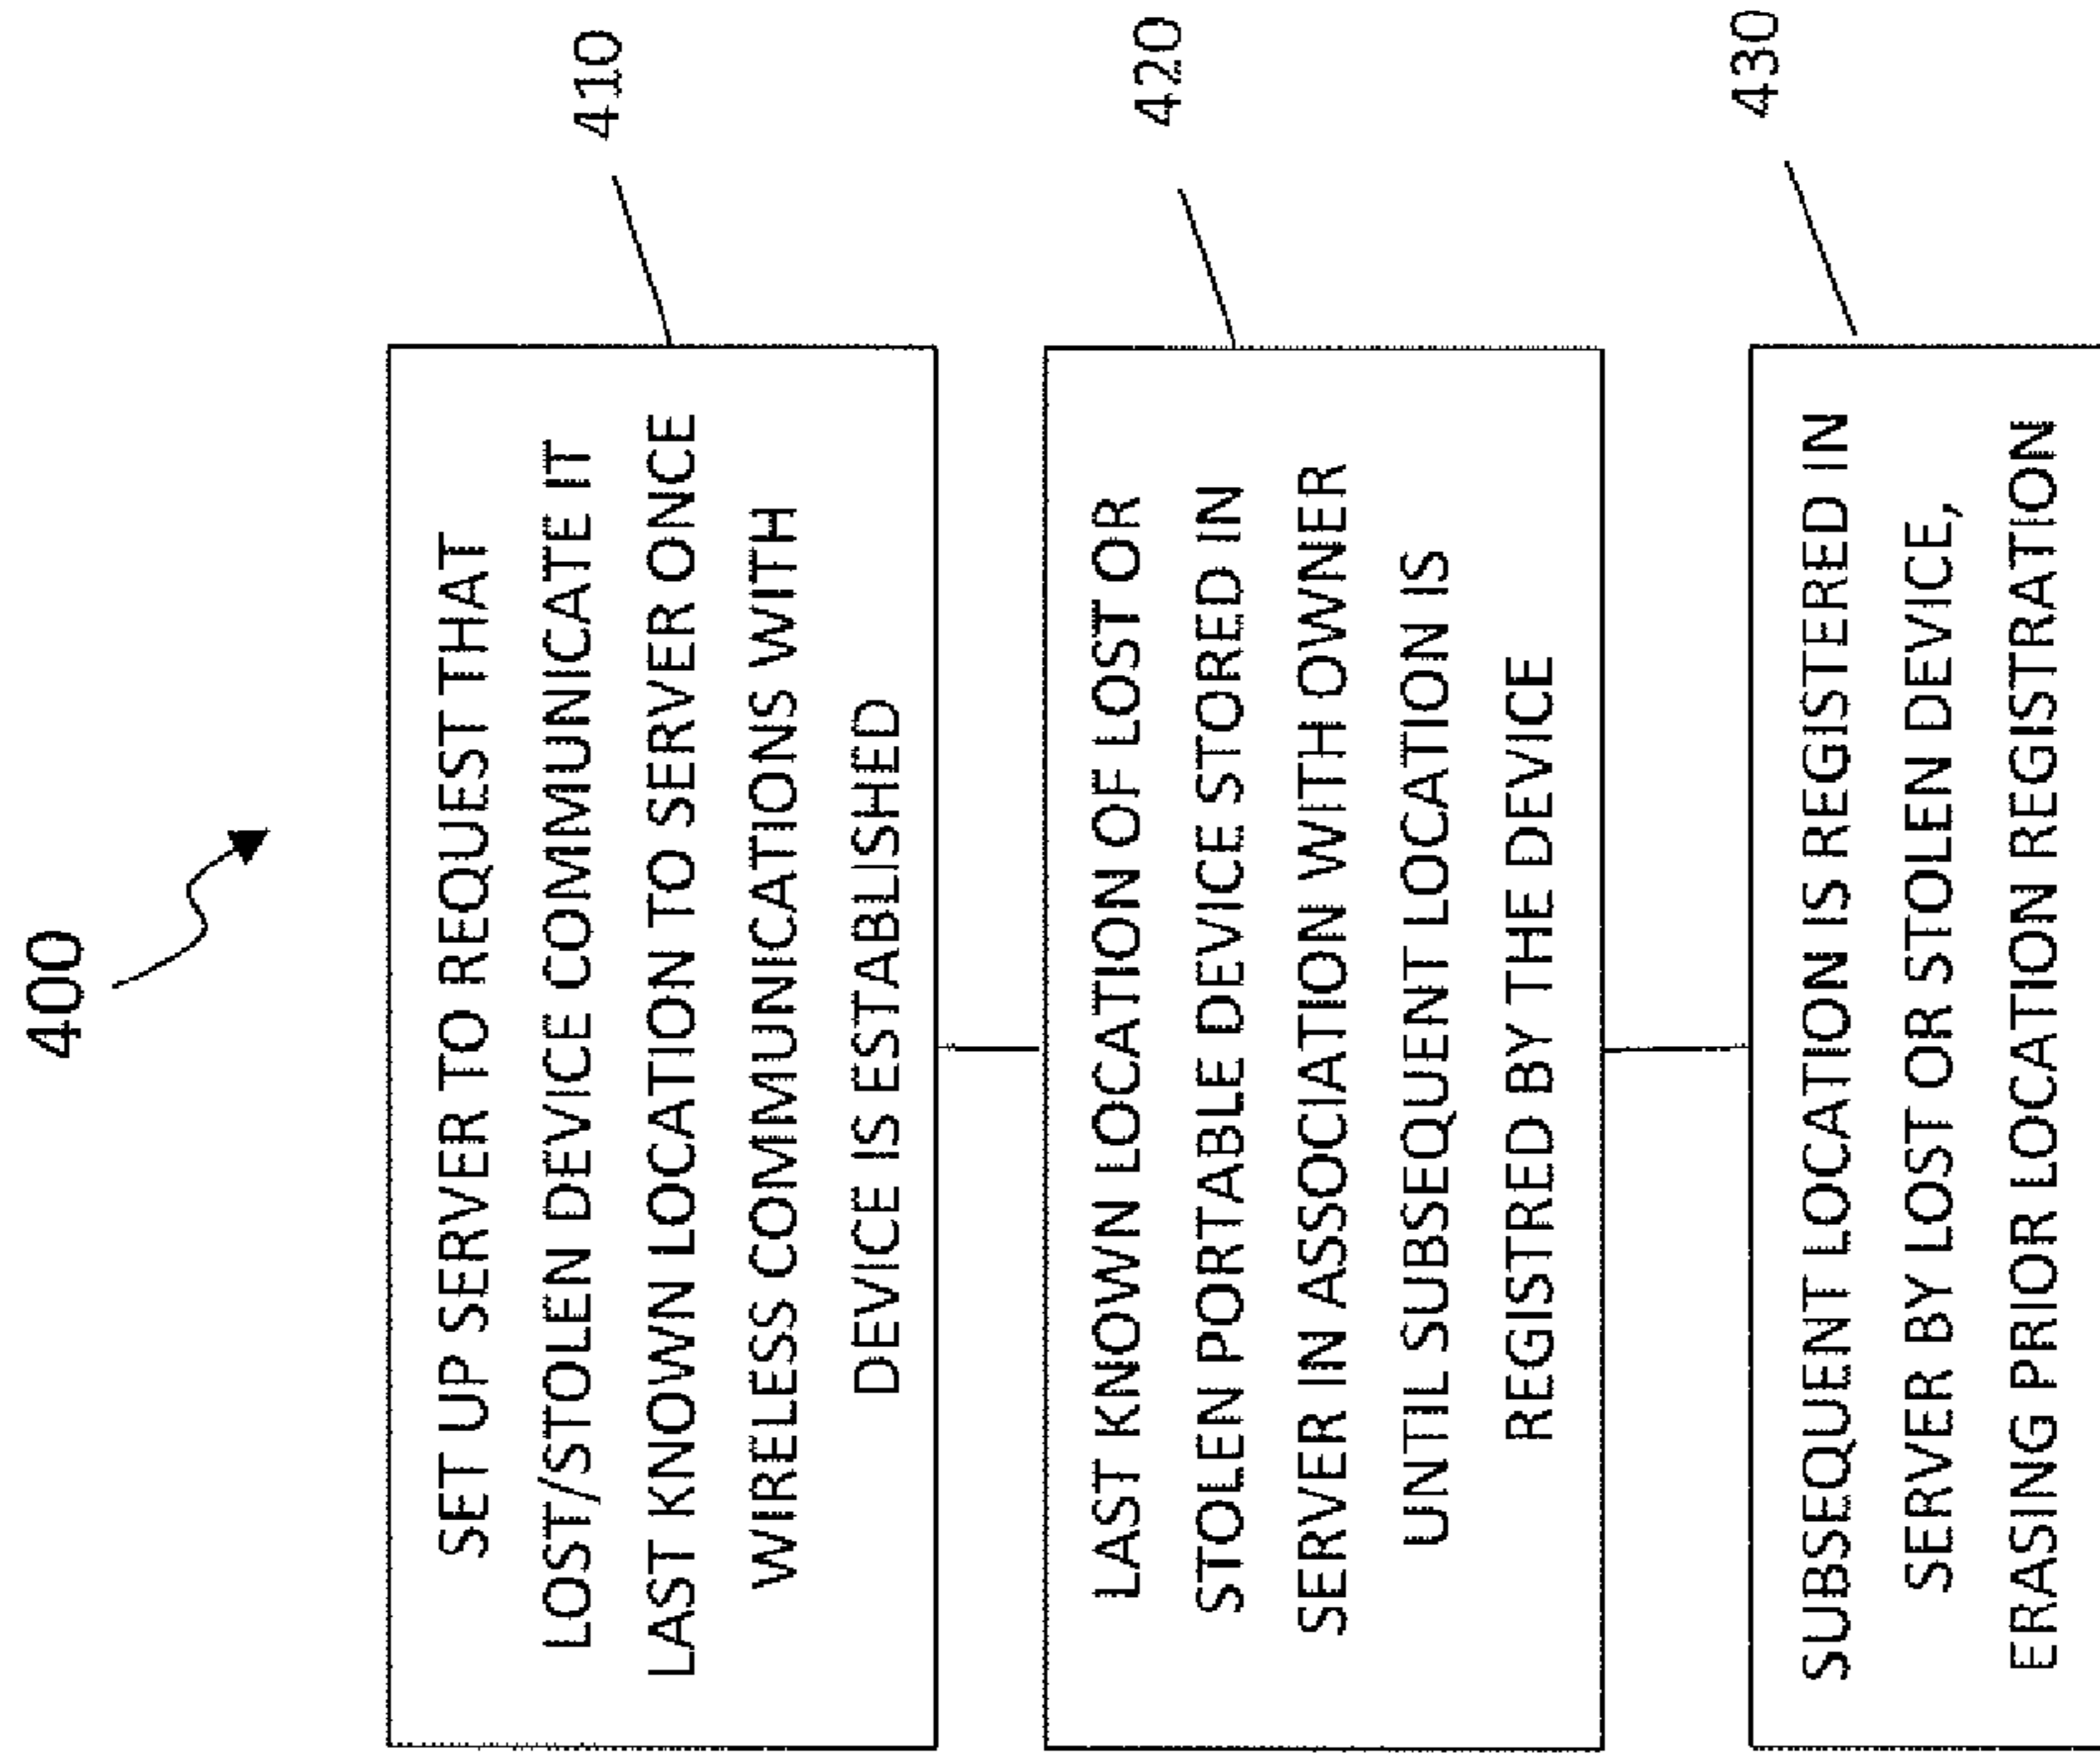 400
SET UP SERVER TO REQUEST THAT
LOST/STOLEN DEVICE COMMUNICATE IT
LAST KNOWN LOCATION TO SERVER ONCE
WIRELESS COMMUNICATIONS WITH
DEVICE IS ESTABLISHED
410
LAST KNOWN LOCATION OF LOST OR
STOLEN PORTABLE DEVICE STORED IN
SERVER IN ASSOCIATION WITH OWNER
UNTIL SUBSEQUENT LOCATION IS
REGISTRED BY THE DEVICE
420
SUBSEQUENT LOCATION IS REGISTERED IN
SERVER BY LOST OR STOLEN DEVICE,
ERASING PRIOR LOCATION REGISTRATION
430